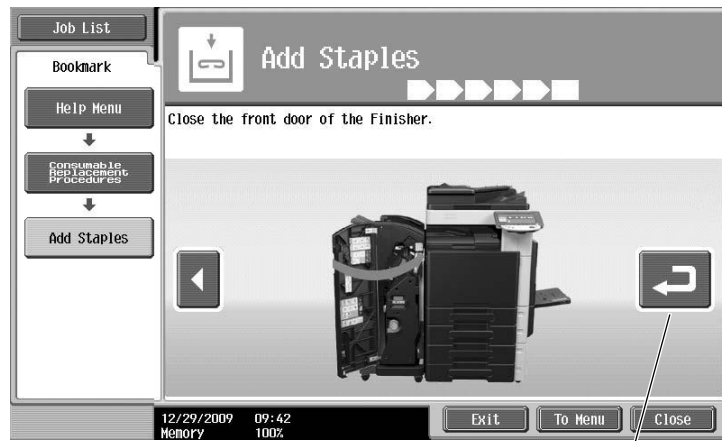 Job List
Bookmark
Help Menu
Consumable
Replacement
Procedures
Add Staples
Add Staples
Close the front door of the Finisher.
12/29/2009 09:42
Memory 100%
Exit
To Menu
Close